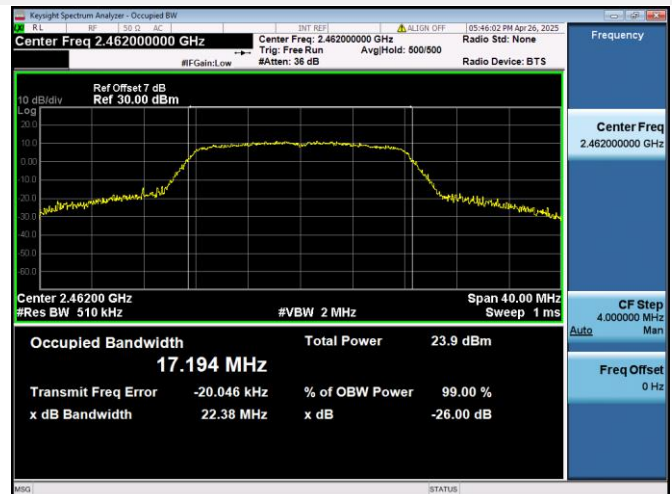 Keysight Spectrum Analyzer - Occupied BW
RL RF 50 Ω AC INT REF ALIGN OFF 05:46:02 PM Apr 26, 2025
Center Freq 2.462000000 GHz
Center Freq: 2.462000000 GHz Radio Std: None
Trig: Free Run Avg|Hold: 500/500
#IFGain:Low #Atten: 36 dB Radio Device: BTS
Frequency
Ref Offset 7 dB
10 dB/div Ref 30.00 dBm
Log
20.0
10.0
0.00
-10.0
-20.0
-30.0
-40.0
-50.0
-60.0
Center 2.46200 GHz Span 40.00 MHz
#Res BW 510 kHz #VBW 2 MHz Sweep 1 ms
Occupied Bandwidth Total Power 23.9 dBm
17.194 MHz
Transmit Freq Error -20.046 kHz % of OBW Power 99.00 %
x dB Bandwidth 22.38 MHz x dB -26.00 dB
Center Freq
2.462000000 GHz
CF Step
4.000000 MHz
Auto Man
Freq Offset
0 Hz
MSG STATUS